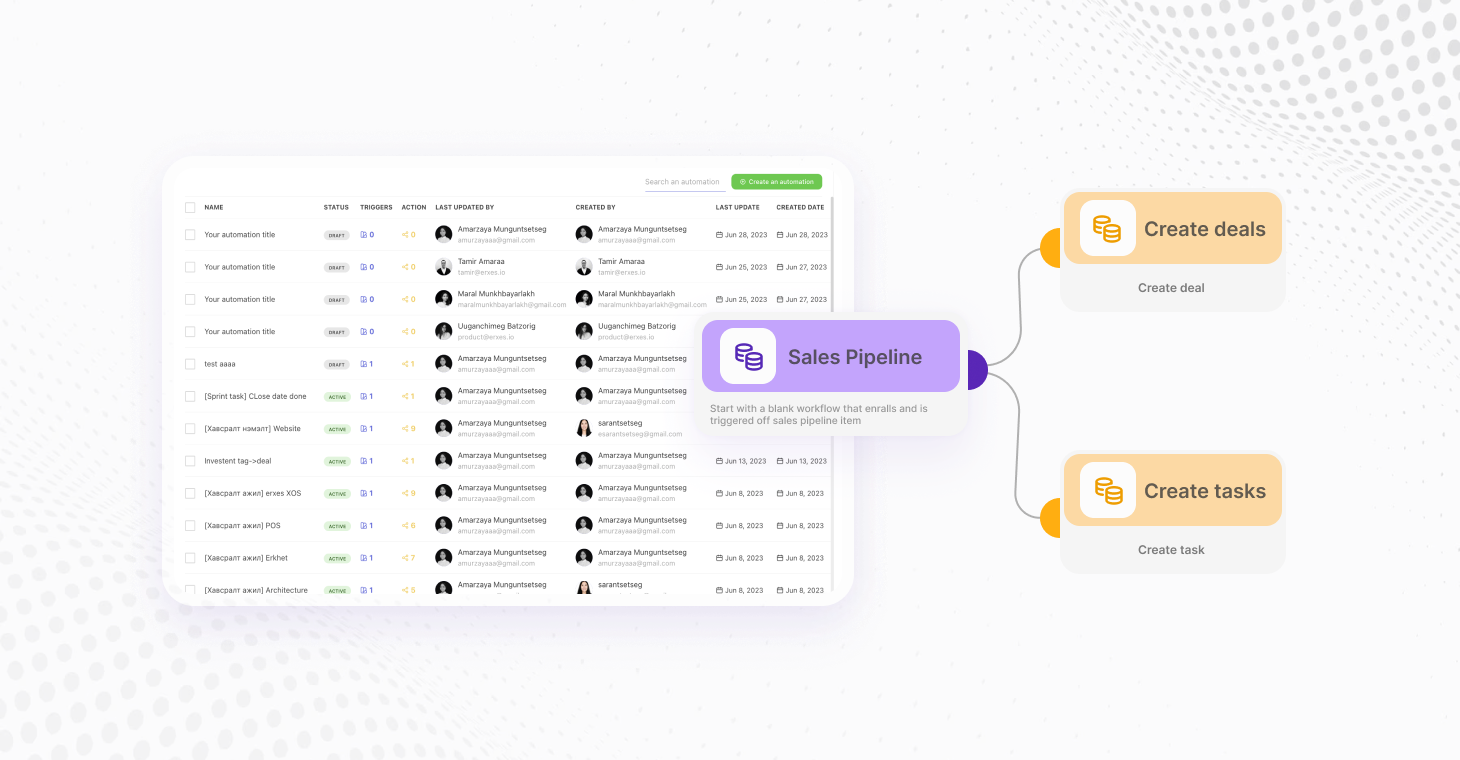 Search an automation
Create an automation
NAME STATUS TRIGGERS ACTION LAST UPDATED BY CREATED BY LAST UPDATE CREATED DATE
Your automation title DRAFT 0 0 Amarzaya Munguntsetseg Amarzaya Munguntsetseg Jun 28, 2023 Jun 28, 2023
amurzayaaa@gmail.com amurzayaaa@gmail.com
Your automation title DRAFT 0 0 Tamir Amaraa Tamir Amaraa Jun 25, 2023 Jun 27, 2023
tamir@erxes.io tamir@erxes.io
Your automation title DRAFT 0 0 Maral Munkhbayarlakh Maral Munkhbayarlakh Jun 25, 2023 Jun 27, 2023
maralmunkhbayarlakh@gmail.com maralmunkhbayarlakh@gmail.com
Your automation title DRAFT 0 0 Uuganchimeg Batzorig Uuganchimeg Batzorig
product@erxes.io product@erxes.io
test aaaa DRAFT 1 1 Amarzaya Munguntsetseg Amarzaya Munguntsetseg
amurzayaaa@gmail.com amurzayaaa@gmail.com
[Sprint task] CLose date done ACTIVE 1 1 Amarzaya Munguntsetseg Amarzaya Munguntsetseg
amurzayaaa@gmail.com amurzayaaa@gmail.com
[Хавсралт нэмэлт] Website ACTIVE 1 9 Amarzaya Munguntsetseg sarantsetseg
amurzayaaa@gmail.com esarantsetseg@gmail.com
Investent tag->deal ACTIVE 1 1 Amarzaya Munguntsetseg Amarzaya Munguntsetseg Jun 13, 2023 Jun 13, 2023
amurzayaaa@gmail.com amurzayaaa@gmail.com
[Хавсралт ажил] erxes XOS ACTIVE 1 9 Amarzaya Munguntsetseg Amarzaya Munguntsetseg Jun 8, 2023 Jun 8, 2023
amurzayaaa@gmail.com amurzayaaa@gmail.com
[Хавсралт ажил] POS ACTIVE 1 6 Amarzaya Munguntsetseg Amarzaya Munguntsetseg Jun 8, 2023 Jun 8, 2023
amurzayaaa@gmail.com amurzayaaa@gmail.com
[Хавсралт ажил] Erkhet ACTIVE 1 7 Amarzaya Munguntsetseg Amarzaya Munguntsetseg Jun 8, 2023 Jun 8, 2023
amurzayaaa@gmail.com amurzayaaa@gmail.com
[Хавсралт ажил] Architecture ACTIVE 1 5 Amarzaya Munguntsetseg sarantsetseg Jun 8, 2023 Jun 8, 2023
Sales Pipeline
Start with a blank workflow that enralls and is
triggered off sales pipeline item
Create deals
Create deal
Create tasks
Create task